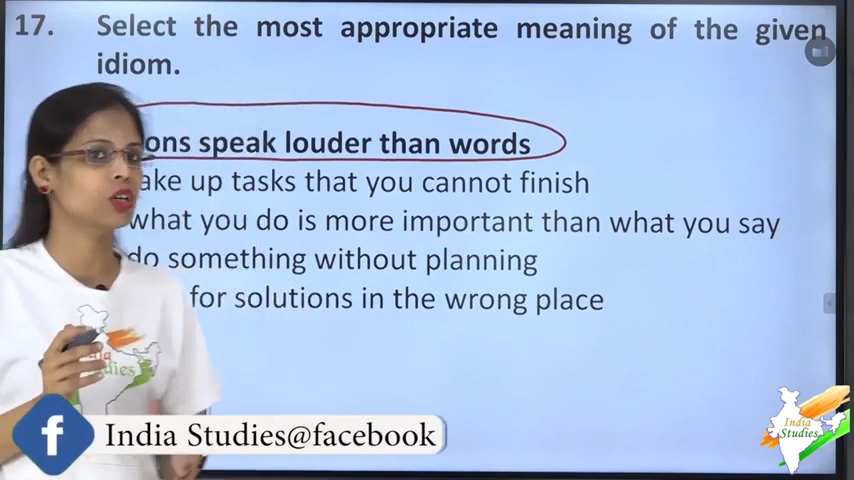 17. Select the most appropriate meaning of the given
idiom.
speak louder than words
up tasks that you cannot finish
what you do is more important than what you say
do something without planning
for solutions in the wrong place
Studies
f India Studies@facebook
India
Studies